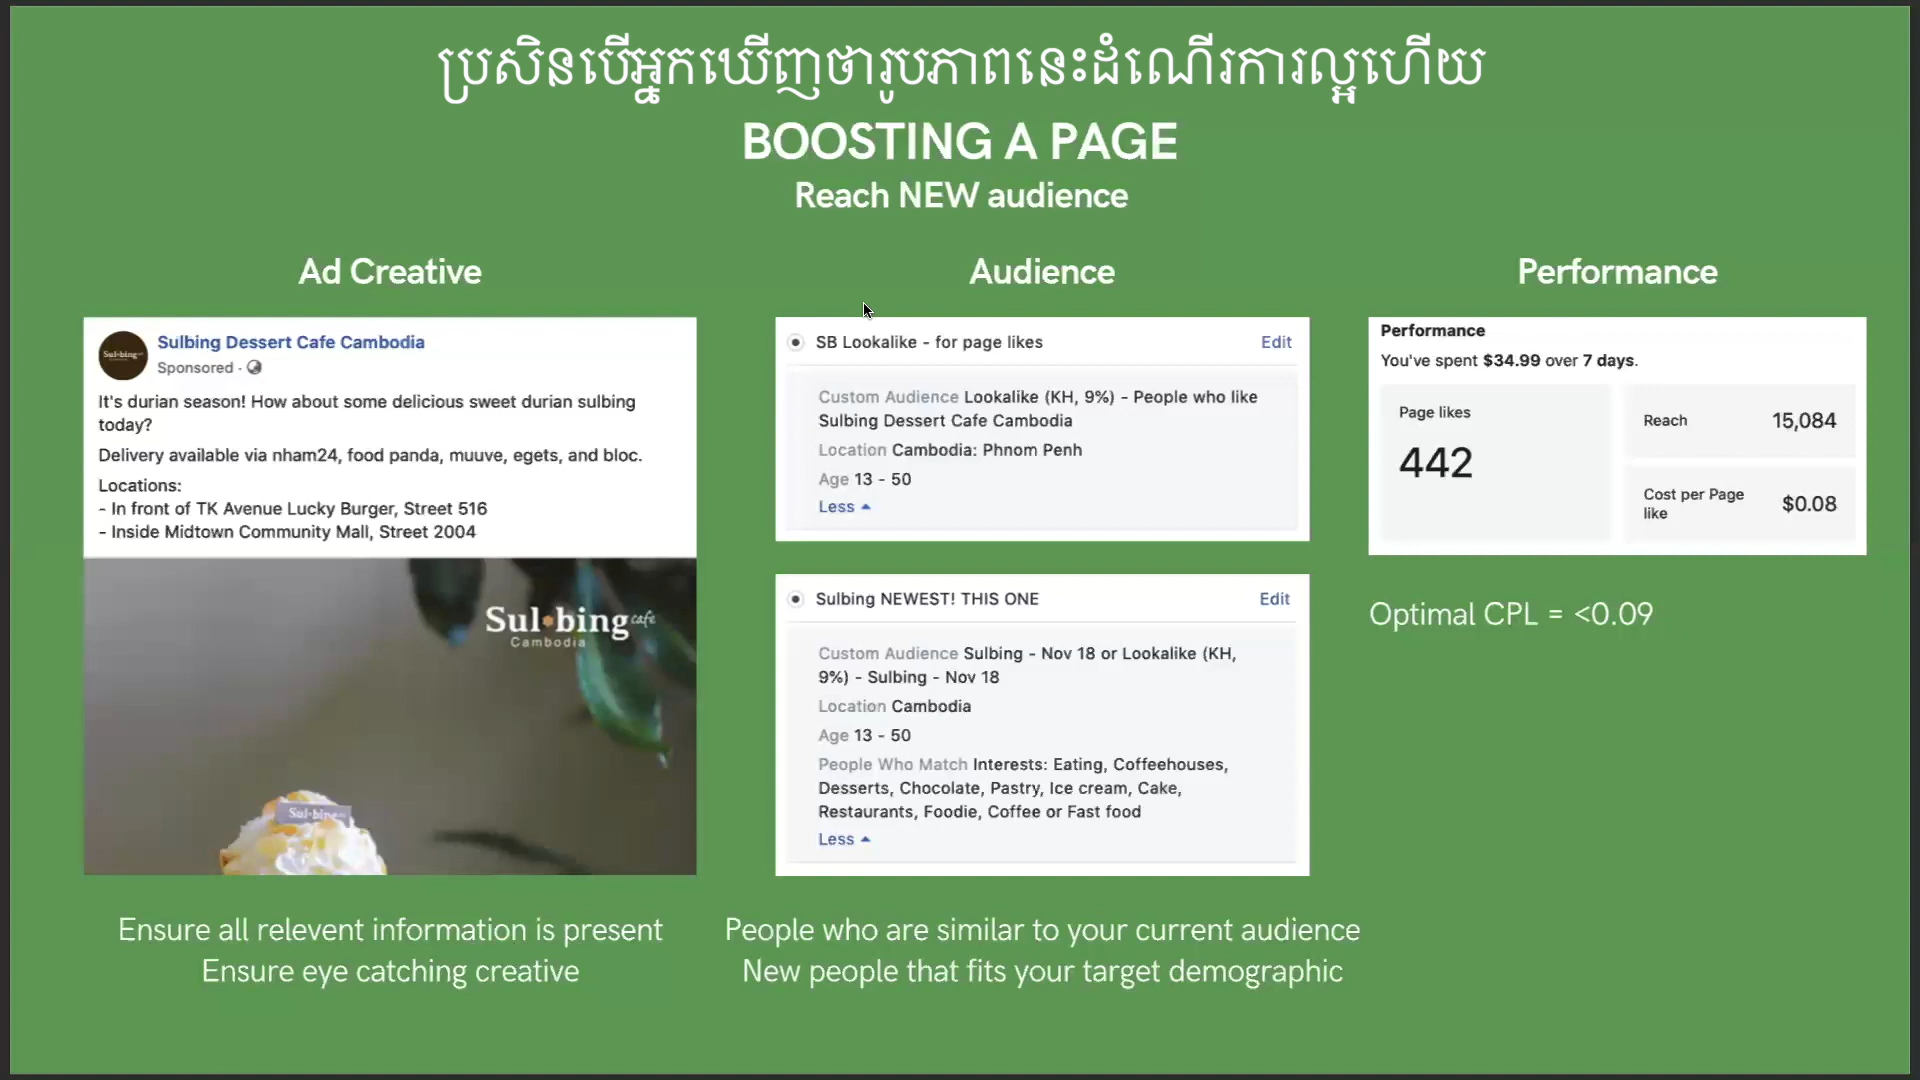 ប្រសិនបើអ្នកឃើញថារូបភាពនេះដំណើរការល្អហើយ
BOOSTING A PAGE
Reach NEW audience
Ad Creative
Sul·bing cafe
Sulbing Dessert Cafe Cambodia
Sponsored ·
It's durian season! How about some delicious sweet durian sulbing
today?
Delivery available via nham24, food panda, muuve, egets, and bloc.
Locations:
- In front of TK Avenue Lucky Burger, Street 516
- Inside Midtown Community Mall, Street 2004
Sul·bing cafe
Cambodia
Sul·bing
Ensure all relevent information is present
Ensure eye catching creative
Audience
SB Lookalike - for page likes Edit
Custom Audience Lookalike (KH, 9%) - People who like
Sulbing Dessert Cafe Cambodia
Location Cambodia: Phnom Penh
Age 13 - 50
Less
Sulbing NEWEST! THIS ONE Edit
Custom Audience Sulbing - Nov 18 or Lookalike (KH,
9%) - Sulbing - Nov 18
Location Cambodia
Age 13 - 50
People Who Match Interests: Eating, Coffeehouses,
Desserts, Chocolate, Pastry, Ice cream, Cake,
Restaurants, Foodie, Coffee or Fast food
Less
People who are similar to your current audience
New people that fits your target demographic
Performance
Performance
You've spent $34.99 over 7 days.
Page likes
442
Reach 15,084
Cost per Page
like
$0.08
Optimal CPL = <0.09